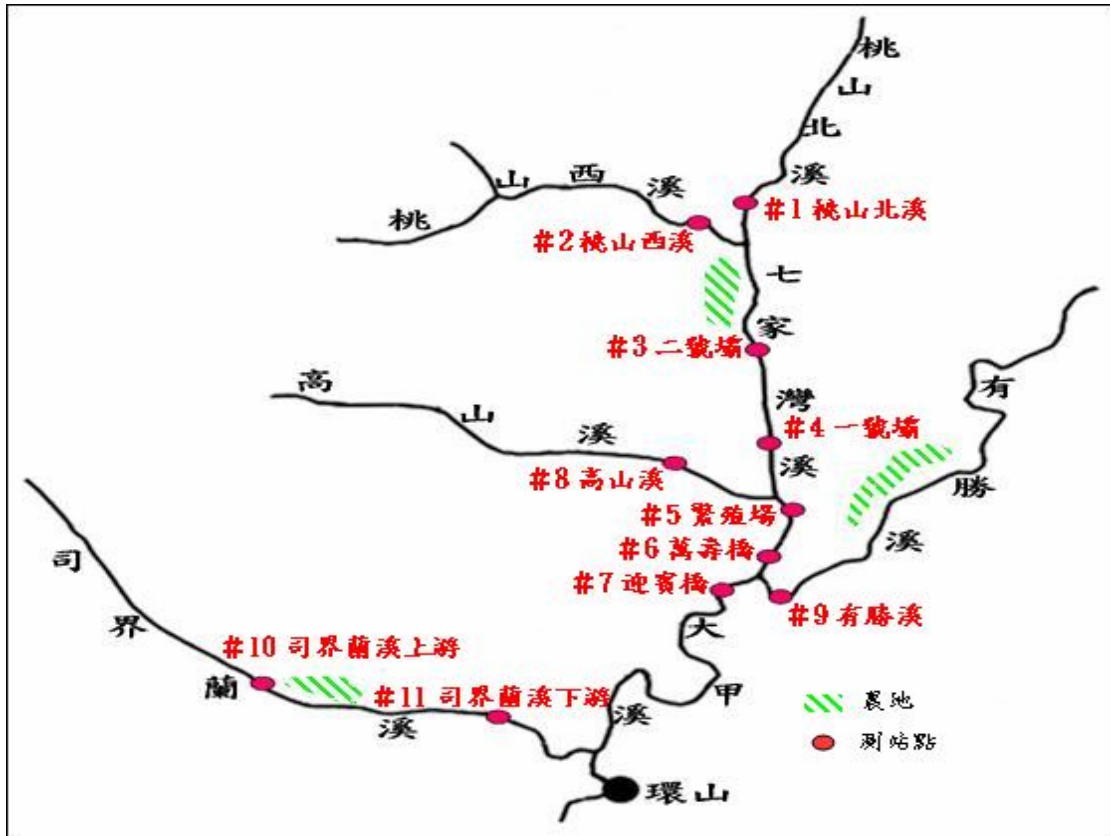 桃山北溪
#1 桃山北溪
桃山西溪
#2 桃山西溪
七家灣溪
#3 二號壩
有勝溪
高山溪
#4 一號壩
#8 高山溪
#5 繁殖場
#6 萬壽橋
#7 迎賓橋
#9 有勝溪
司界蘭溪
大甲溪
#10 司界蘭溪上游
#11 司界蘭溪下游
農地
測站點
環山